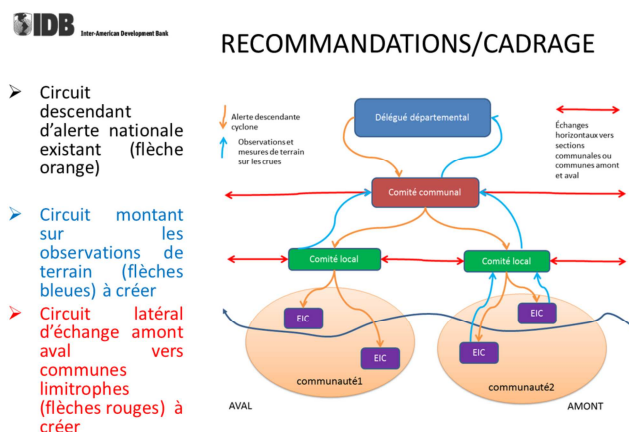 IDB Inter-American Development Bank
RECOMMANDATIONS/CADRAGE
Circuit
descendant
d'alerte nationale
existant (flèche
orange)
Circuit montant
sur les
observations de
terrain (flèches
bleues) à créer
Circuit latéral
d'échange amont
aval vers
communes
limitrophes
(flèches rouges) à
créer
Alerte descendante
cyclone
Observations et
mesures de terrain
sur les crues
Délégué départemental
Échanges
horizontaux vers
sections
communales ou
communes amont
et aval
Comité communal
Comité local
Comité local
EIC
EIC
EIC
EIC
communauté1
communauté2
AVAL
AMONT